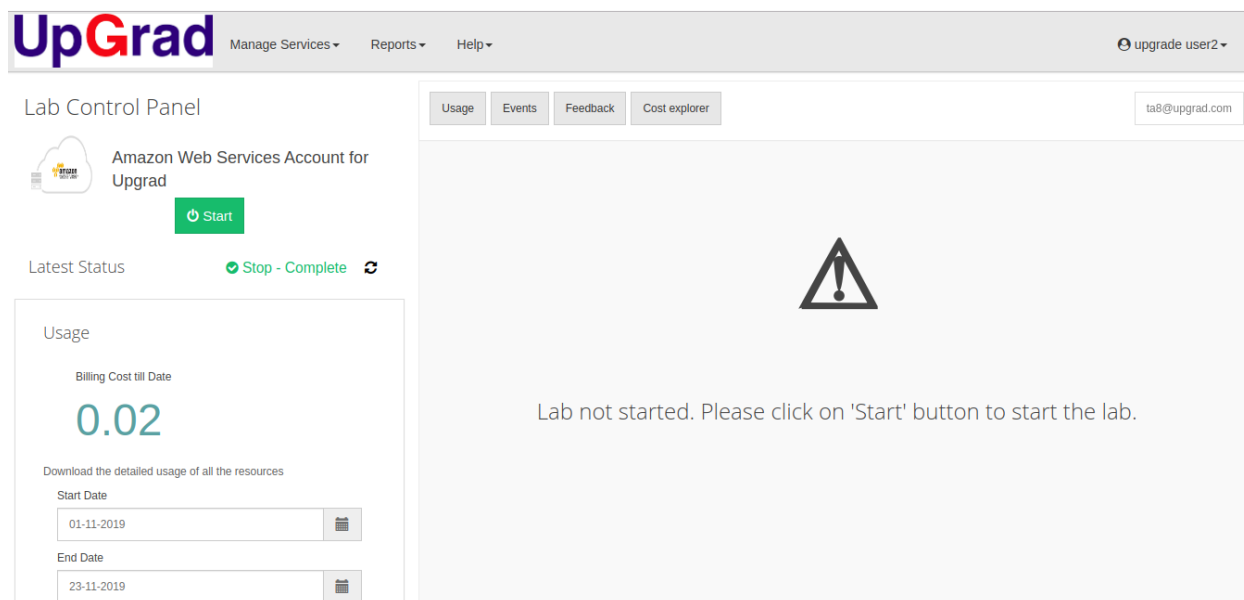 UpGrad
Manage Services
Reports
Help
upgrade user2
Lab Control Panel
Amazon Web Services Account for
Upgrad
Start
Latest Status
Stop - Complete
Usage
Billing Cost till Date
0.02
Download the detailed usage of all the resources
Start Date
01-11-2019
End Date
23-11-2019
Usage
Events
Feedback
Cost explorer
ta8@upgrad.com
Lab not started. Please click on 'Start' button to start the lab.